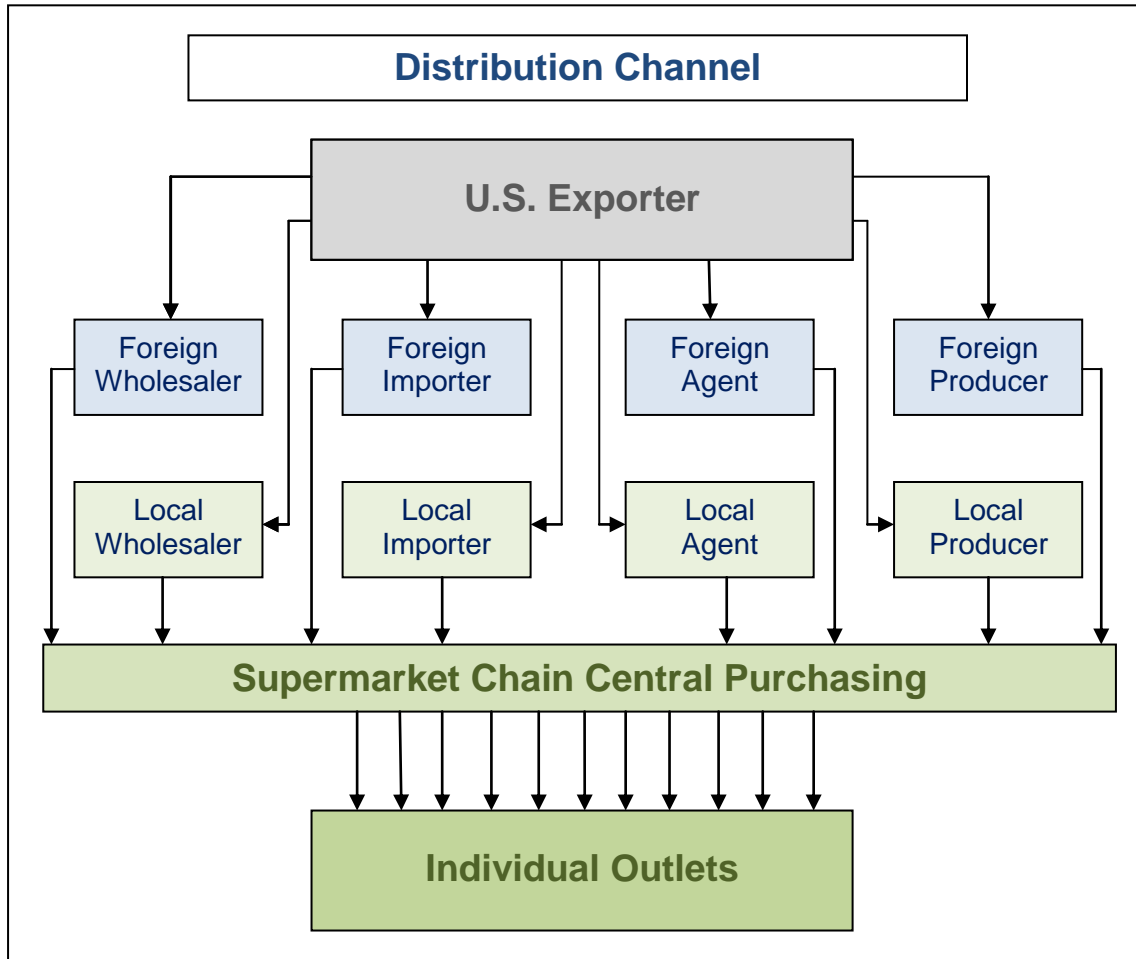 Distribution Channel
U.S. Exporter
Foreign
Wholesaler
Foreign
Importer
Foreign
Agent
Foreign
Producer
Local
Wholesaler
Local
Importer
Local
Agent
Local
Producer
Supermarket Chain Central Purchasing
Individual Outlets